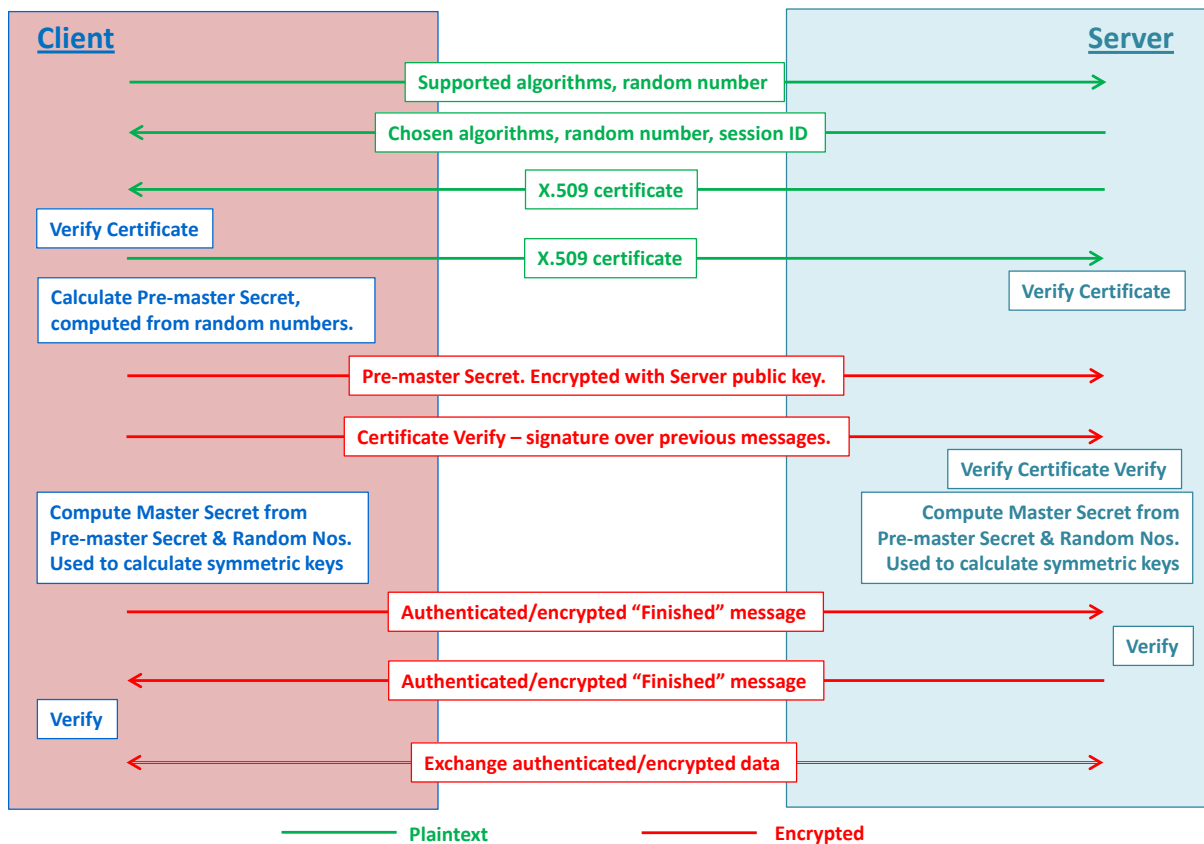 Client
Server
Supported algorithms, random number
Chosen algorithms, random number, session ID
X.509 certificate
Verify Certificate
X.509 certificate
Verify Certificate
Calculate Pre-master Secret,
computed from random numbers.
Pre-master Secret. Encrypted with Server public key.
Certificate Verify – signature over previous messages.
Verify Certificate Verify
Compute Master Secret from
Pre-master Secret & Random Nos.
Used to calculate symmetric keys
Compute Master Secret from
Pre-master Secret & Random Nos.
Used to calculate symmetric keys
Authenticated/encrypted “Finished” message
Verify
Authenticated/encrypted “Finished” message
Verify
Exchange authenticated/encrypted data
Plaintext
Encrypted